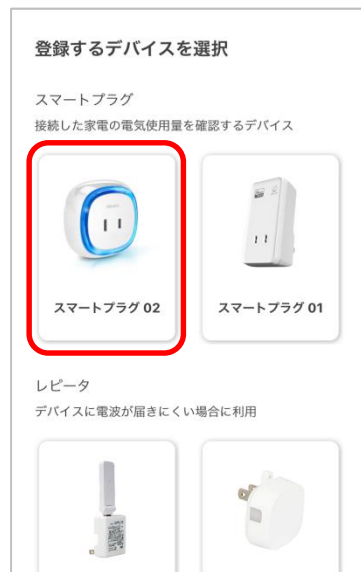 登録するデバイスを選択
スマートプラグ
接続した家電の電気使用量を確認するデバイス
スマートプラグ 02
スマートプラグ 01
レピータ
デバイスに電波が届きにくい場合に利用